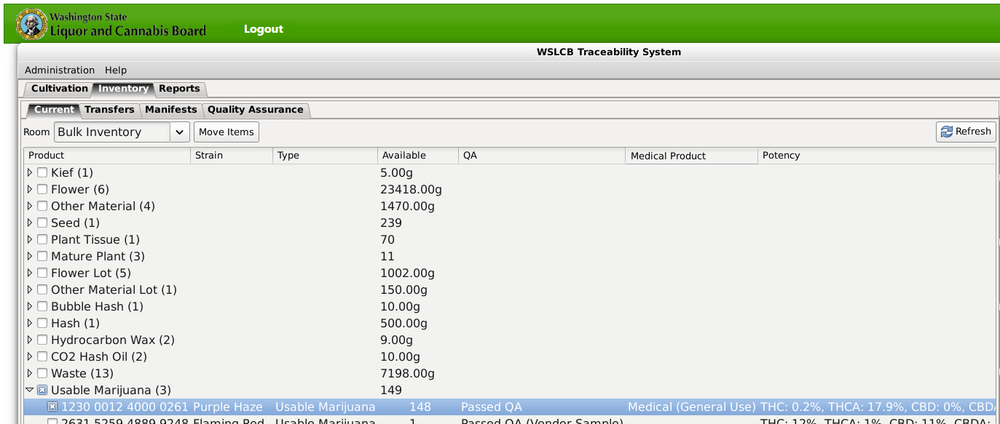 Washington State
Liquor and Cannabis Board
Logout
WSLCB Traceability System
Administration Help
Cultivation Inventory Reports
Current Transfers Manifests Quality Assurance
Room Bulk Inventory Move Items Refresh
Product Strain Type Available QA Medical Product Potency
Kief (1) 5.00g
Flower (6) 23418.00g
Other Material (4) 1470.00g
Seed (1) 239
Plant Tissue (1) 70
Mature Plant (3) 11
Flower Lot (5) 1002.00g
Other Material Lot (1) 150.00g
Bubble Hash (1) 10.00g
Hash (1) 500.00g
Hydrocarbon Wax (2) 9.00g
CO2 Hash Oil (2) 10.00g
Waste (13) 7198.00g
Usable Marijuana (3) 149
1230 0012 4000 0261 Purple Haze Usable Marijuana 148 Passed QA Medical (General Use) THC: 0.2%, THCA: 17.9%, CBD: 0%, CBDA
2631 5259 4889 9248 Flaming Red Usable Marijuana 1 Passed QA (Vendor Sample) THC: 12%, THCA: 1%, CBD: 11%, CBDA: